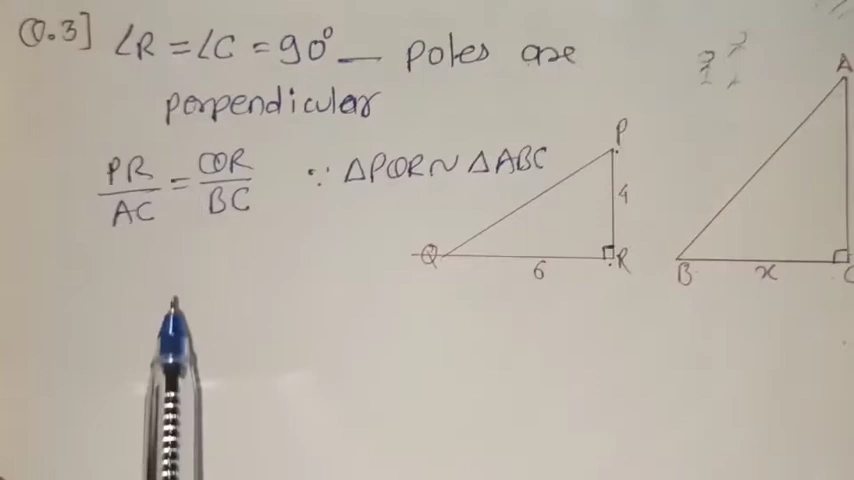 Q.3] ∠R = ∠C = 90° — poles are
perpendicular
PR/AC = QR/BC ∵ ΔPQR ~ ΔABC
P
4
Q
6
R
A
B
x
C